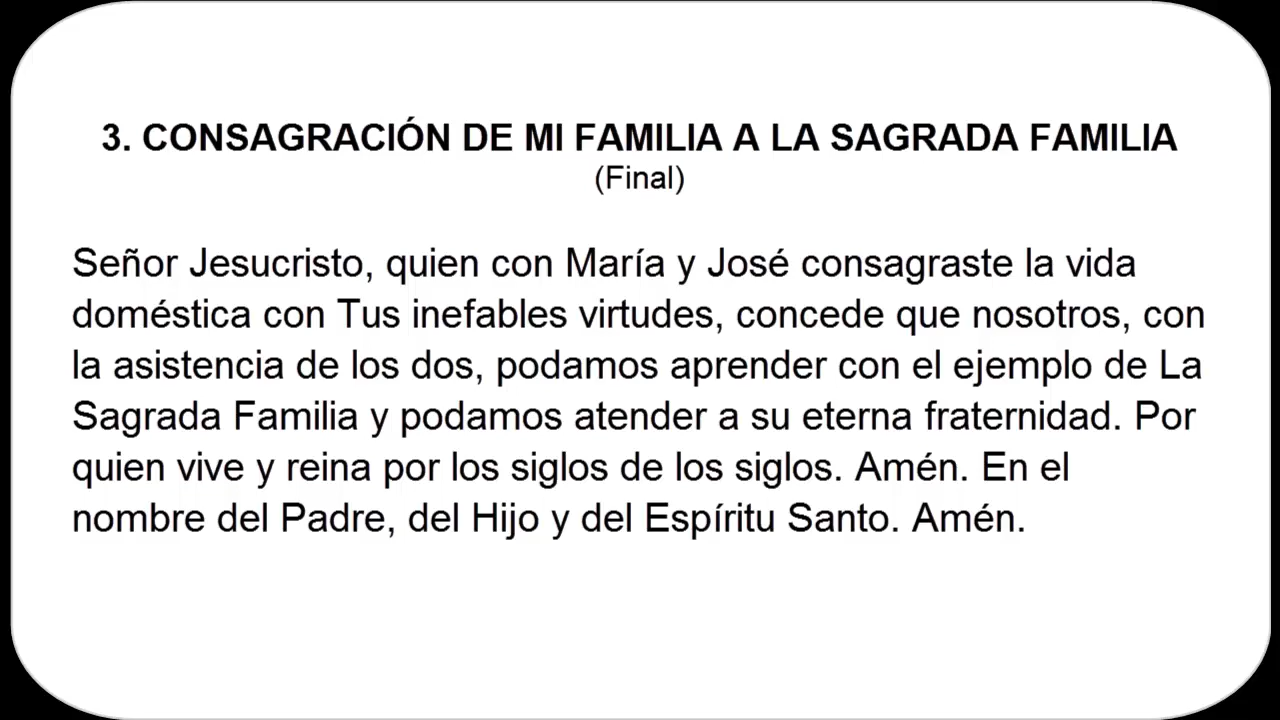 3. CONSAGRACIÓN DE MI FAMILIA A LA SAGRADA FAMILIA
(Final)
Señor Jesucristo, quien con María y José consagraste la vida
doméstica con Tus inefables virtudes, concede que nosotros, con
la asistencia de los dos, podamos aprender con el ejemplo de La
Sagrada Familia y podamos atender a su eterna fraternidad. Por
quien vive y reina por los siglos de los siglos. Amén. En el
nombre del Padre, del Hijo y del Espíritu Santo. Amén.